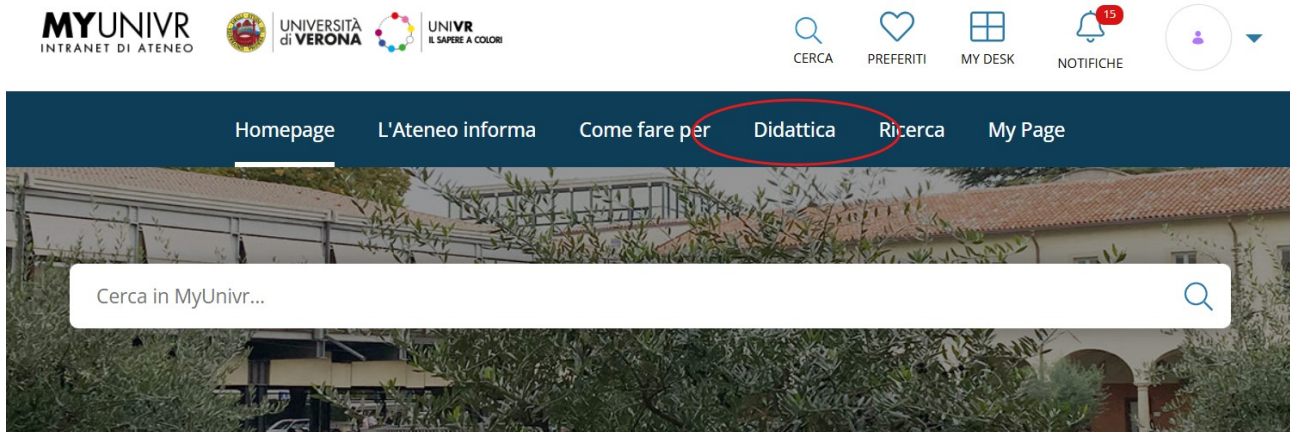 MYUNIVR
INTRANET DI ATENEO
UNIVERSITÀ
di VERONA
UNIVR
IL SAPERE A COLORI
CERCA
PREFERITI
MY DESK
15
NOTIFICHE
Homepage L'Ateneo informa Come fare per Didattica Ricerca My Page
Cerca in MyUnivr...